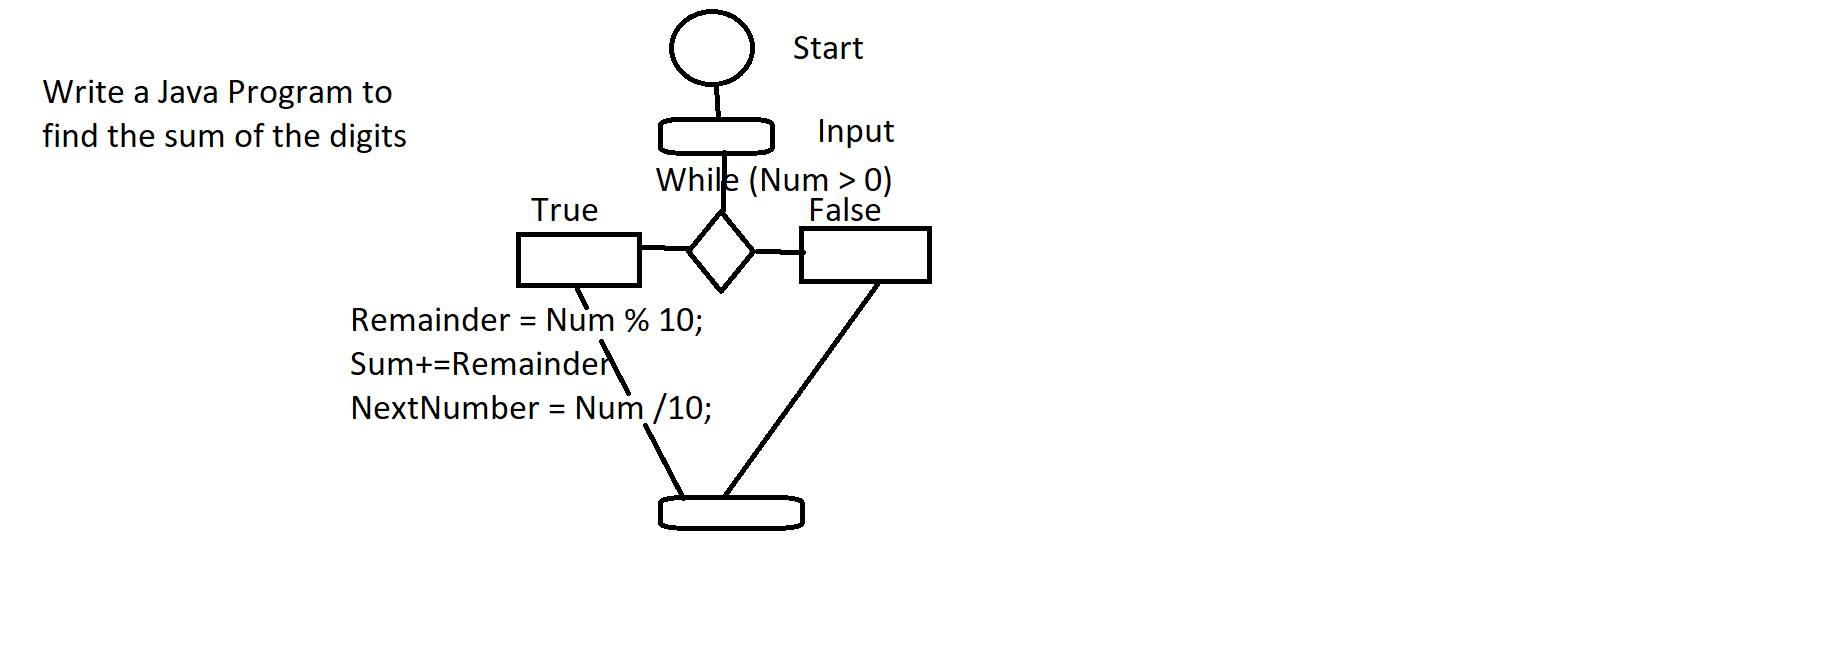 Start
Write a Java Program to
find the sum of the digits
Input
While (Num > 0)
True
False
Remainder = Num % 10;
Sum+=Remainder
NextNumber = Num /10;